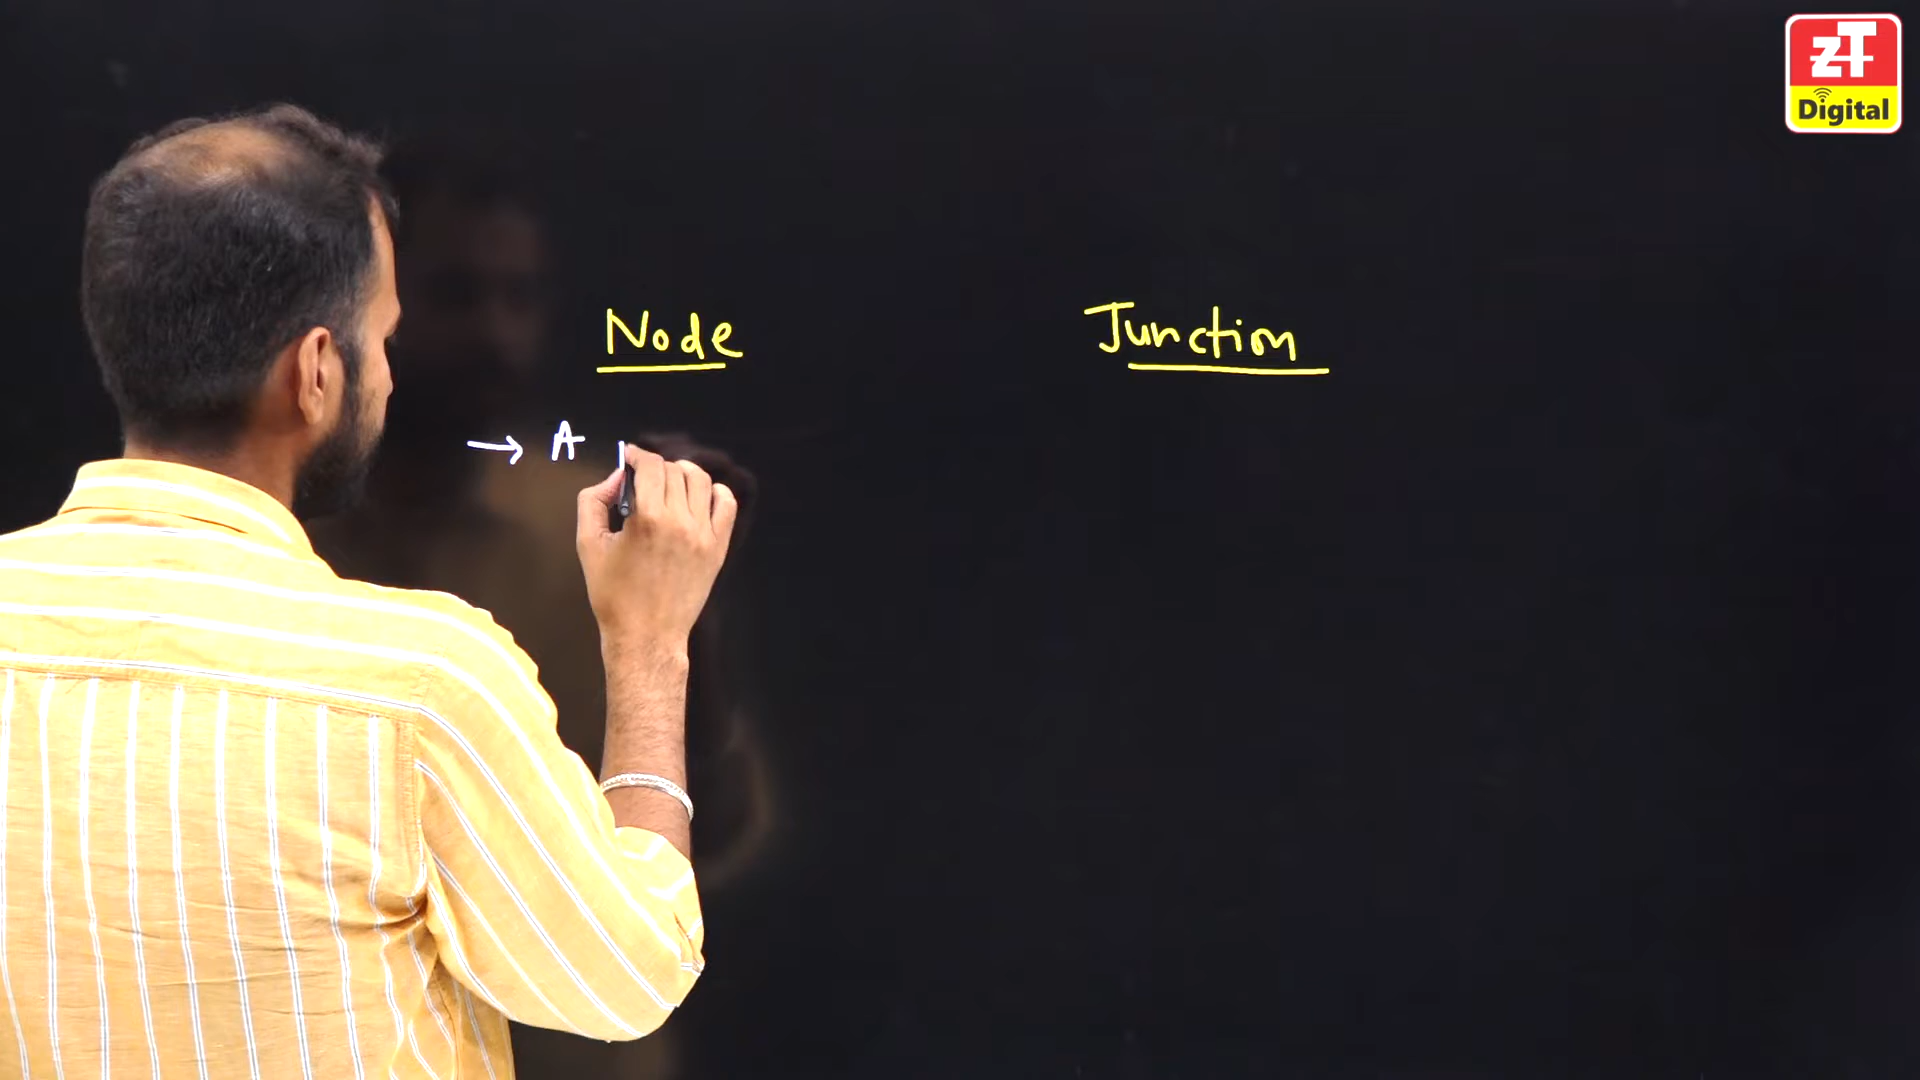 ZT
Digital
Node Junction
→ A